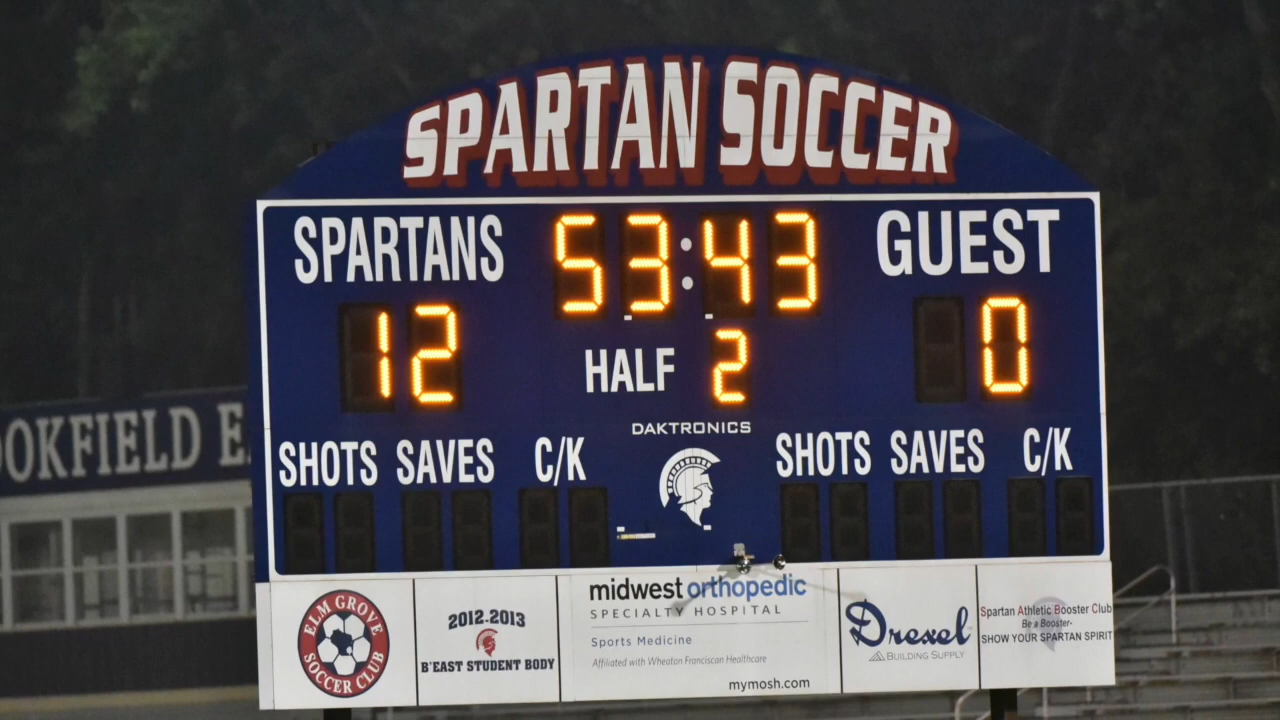 SPARTAN SOCCER
SPARTANS 53:43 GUEST
12 HALF 2 0
DAKTRONICS
SHOTS SAVES C/K SHOTS SAVES C/K
OOKFIELD E
ELM GROVE
SOCCER CLUB
2012-2013
B'EAST STUDENT BODY
midwest orthopedic
SPECIALTY HOSPITAL
Sports Medicine
Affiliated with Wheaton Franciscan Healthcare
mymosh.com
Drexel
BUILDING SUPPLY
Spartan Athletic Booster Club
Be a Booster-
SHOW YOUR SPARTAN SPIRIT